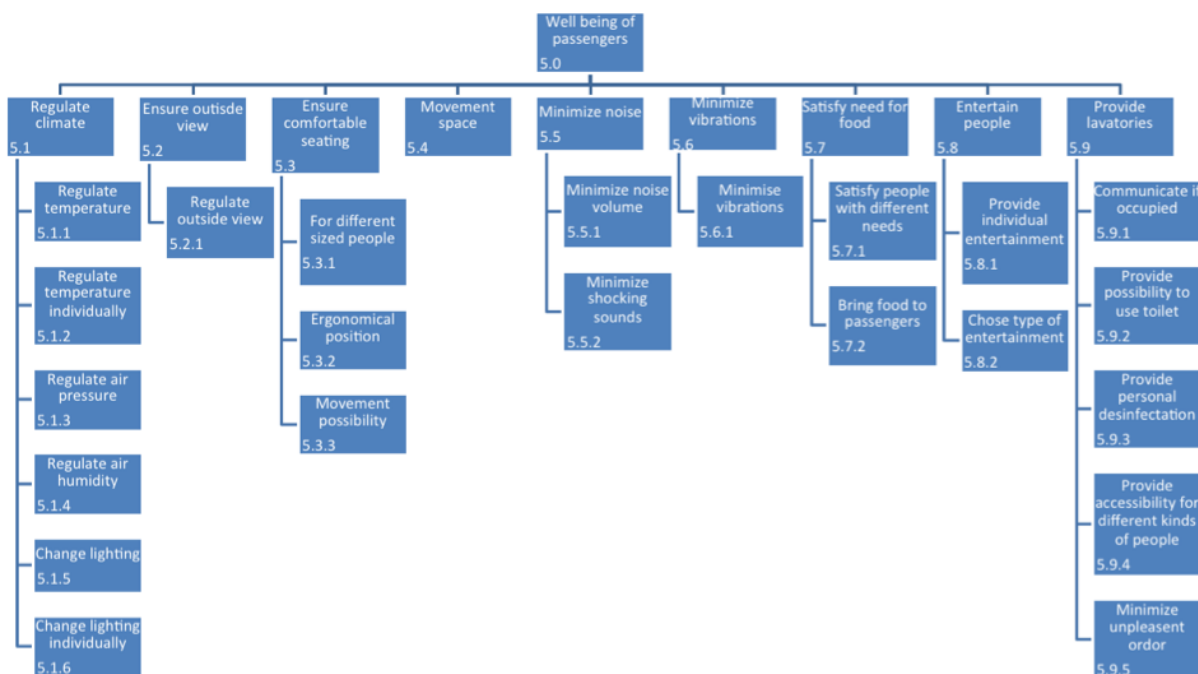 Well being of
passengers
5.0
Regulate
climate
5.1
Ensure outisde
view
5.2
Ensure
comfortable
seating
5.3
Movement
space
5.4
Minimize noise
5.5
Minimize
vibrations
5.6
Satisfy need for
food
5.7
Entertain
people
5.8
Provide
lavatories
5.9
Regulate
temperature
5.1.1
Regulate
temperature
individually
5.1.2
Regulate air
pressure
5.1.3
Regulate air
humidity
5.1.4
Change lighting
5.1.5
Change lighting
individually
5.1.6
Regulate
outside view
5.2.1
For different
sized people
5.3.1
Ergonomical
position
5.3.2
Movement
possibility
5.3.3
Minimize noise
volume
5.5.1
Minimize
shocking
sounds
5.5.2
Minimise
vibrations
5.6.1
Satisfy people
with different
needs
5.7.1
Bring food to
passengers
5.7.2
Provide
individual
entertainment
5.8.1
Chose type of
entertainment
5.8.2
Communicate if
occupied
5.9.1
Provide
possibility to
use toilet
5.9.2
Provide
personal
desinfectation
5.9.3
Provide
accessibility for
different kinds
of people
5.9.4
Minimize
unpleasent
ordor
5.9.5